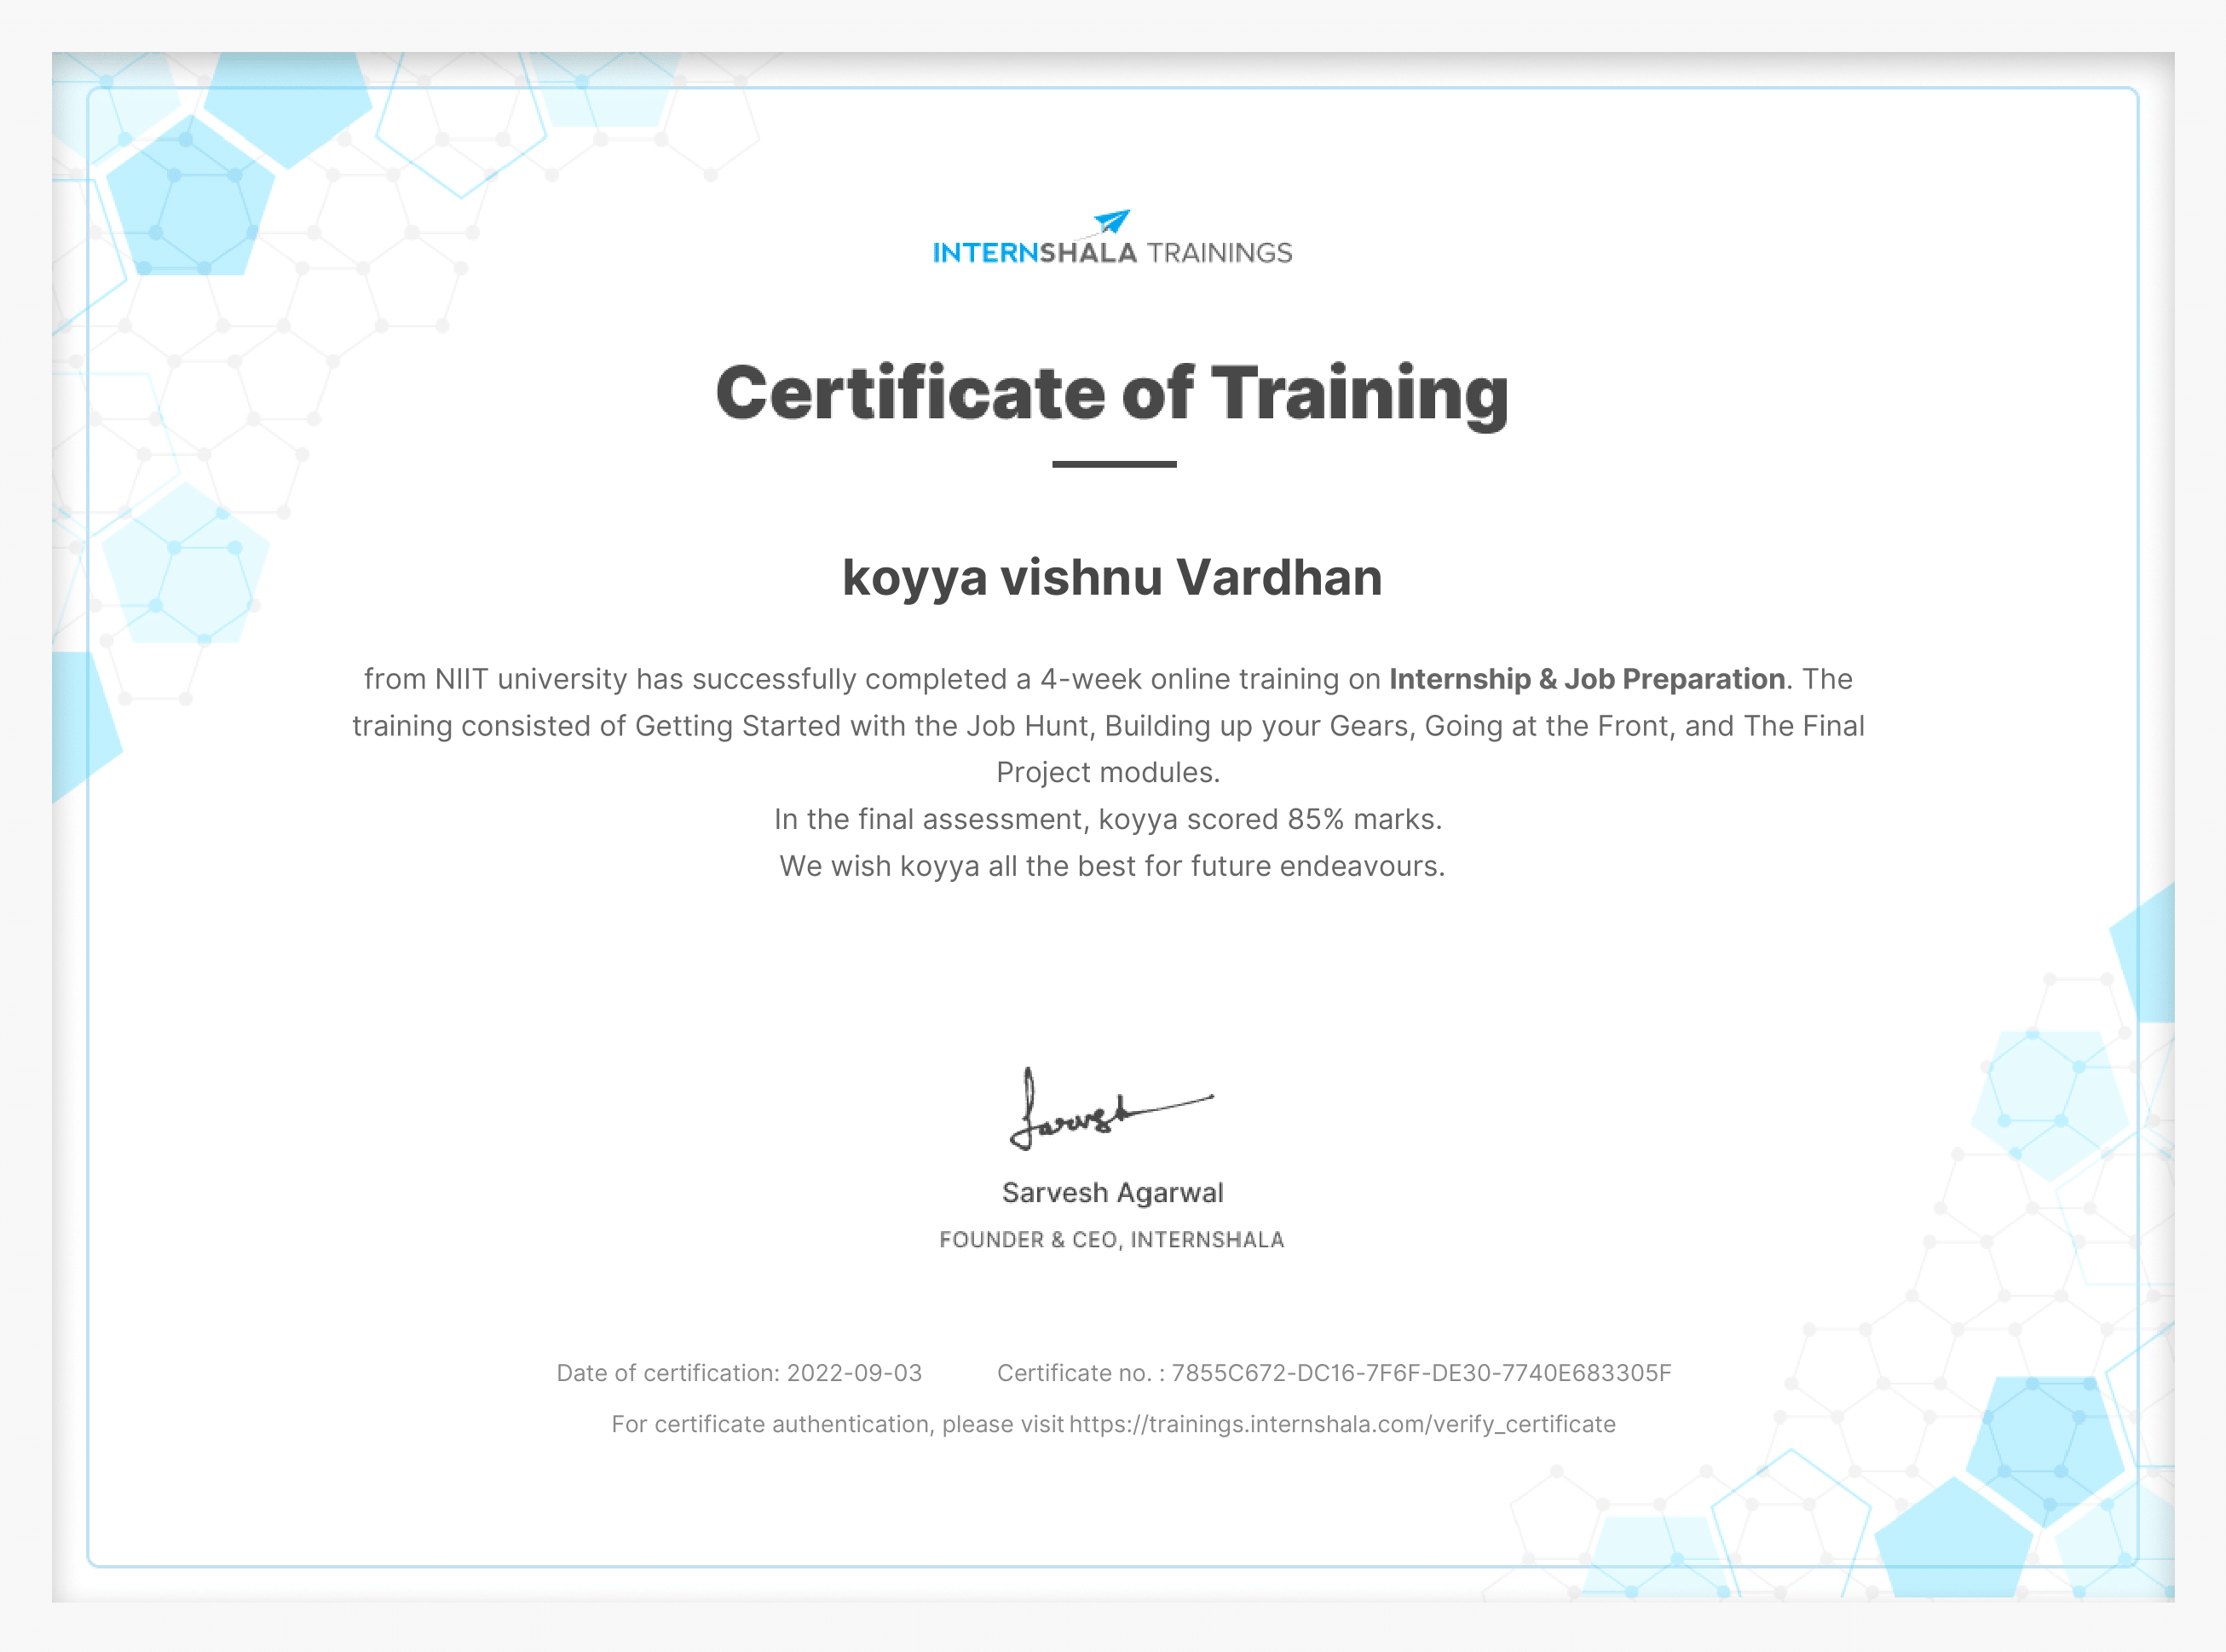 INTERNSHALA TRAININGS
Certificate of Training
koyya vishnu Vardhan
from NIIT university has successfully completed a 4-week online training on Internship & Job Preparation. The
training consisted of Getting Started with the Job Hunt, Building up your Gears, Going at the Front, and The Final
Project modules.
In the final assessment, koyya scored 85% marks.
We wish koyya all the best for future endeavours.
Sarvesh
Sarvesh Agarwal
FOUNDER & CEO, INTERNSHALA
Date of certification: 2022-09-03 Certificate no. : 7855C672-DC16-7F6F-DE30-7740E683305F
For certificate authentication, please visit https://trainings.internshala.com/verify_certificate